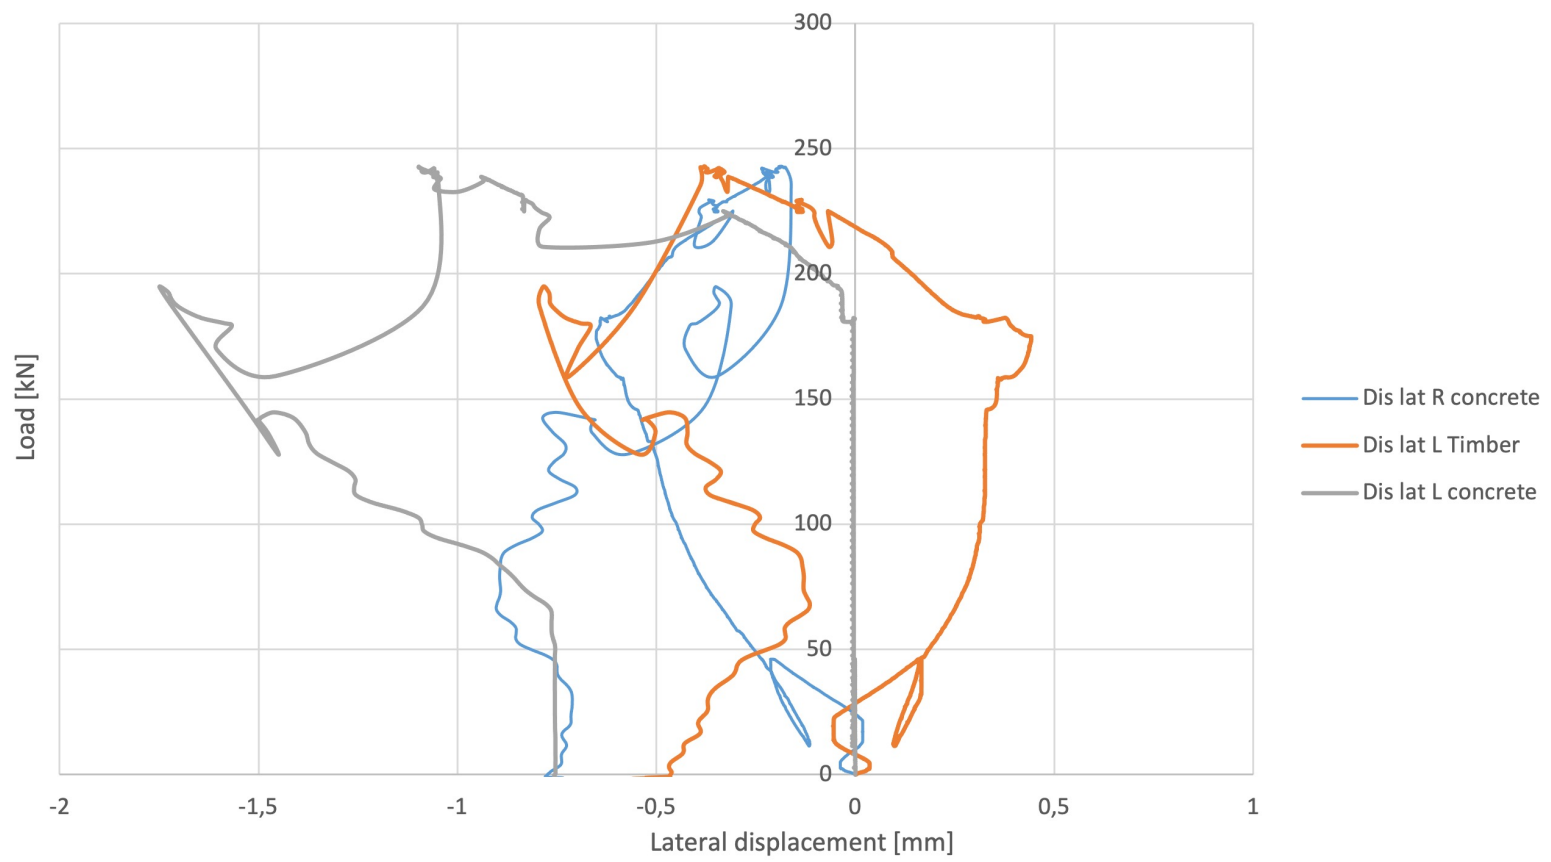 300
250
200
150
100
50
0
-2
-1,5
-1
-0,5
0
0,5
1
Load [kN]
Lateral displacement [mm]
Dis lat R concrete
Dis lat L Timber
Dis lat L concrete